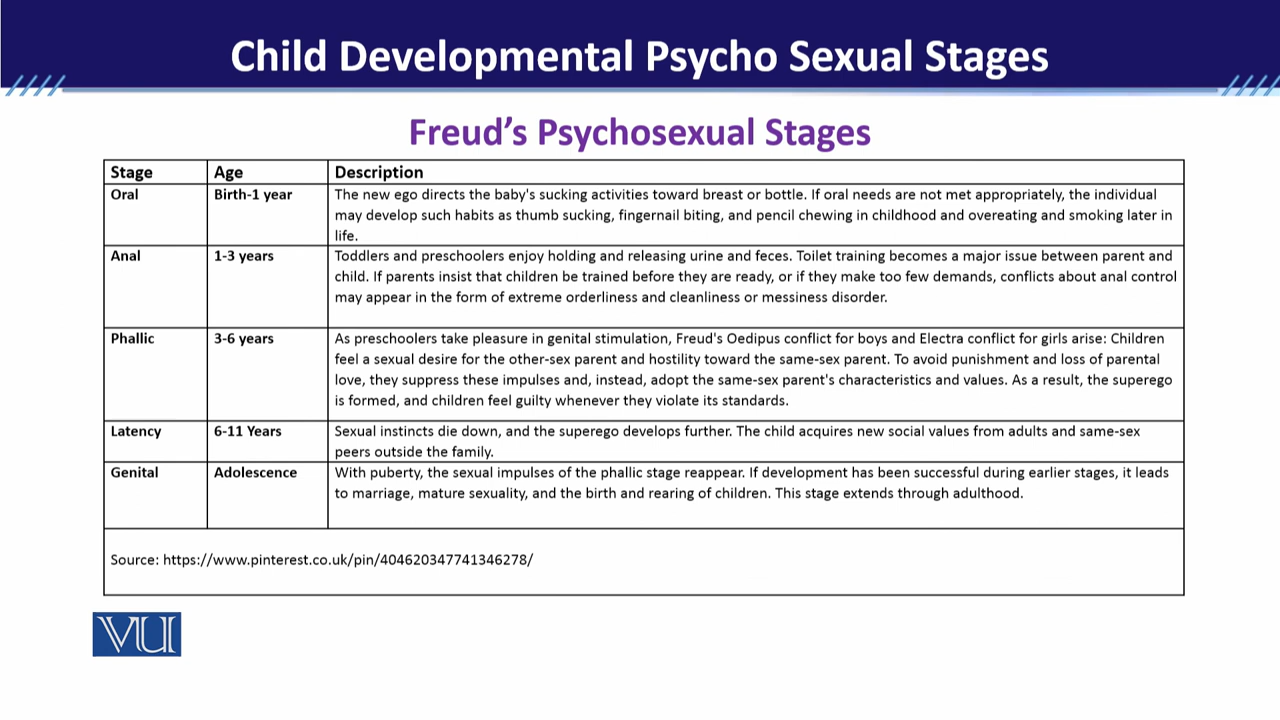 Child Developmental Psycho Sexual Stages
Freud's Psychosexual Stages
Stage Age Description
Oral Birth-1 year The new ego directs the baby's sucking activities toward breast or bottle. If oral needs are not met appropriately, the individual
may develop such habits as thumb sucking, fingernail biting, and pencil chewing in childhood and overeating and smoking later in
life.
Anal 1-3 years Toddlers and preschoolers enjoy holding and releasing urine and feces. Toilet training becomes a major issue between parent and
child. If parents insist that children be trained before they are ready, or if they make too few demands, conflicts about anal control
may appear in the form of extreme orderliness and cleanliness or messiness disorder.
Phallic 3-6 years As preschoolers take pleasure in genital stimulation, Freud's Oedipus conflict for boys and Electra conflict for girls arise: Children
feel a sexual desire for the other-sex parent and hostility toward the same-sex parent. To avoid punishment and loss of parental
love, they suppress these impulses and, instead, adopt the same-sex parent's characteristics and values. As a result, the superego
is formed, and children feel guilty whenever they violate its standards.
Latency 6-11 Years Sexual instincts die down, and the superego develops further. The child acquires new social values from adults and same-sex
peers outside the family.
Genital Adolescence With puberty, the sexual impulses of the phallic stage reappear. If development has been successful during earlier stages, it leads
to marriage, mature sexuality, and the birth and rearing of children. This stage extends through adulthood.
Source: https://www.pinterest.co.uk/pin/404620347741346278/
VU